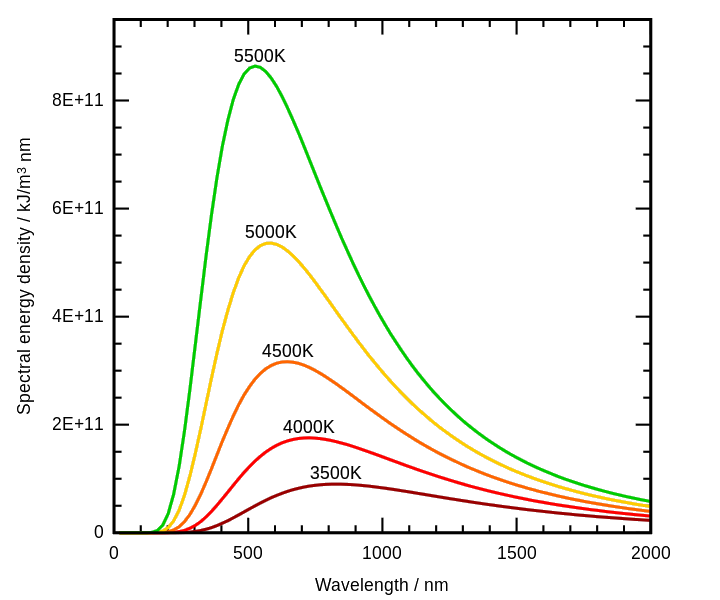 5500K
8E+11
6E+11
5000K
4E+11
4500K
2E+11
4000K
3500K
0
0 500 1000 1500 2000
Wavelength / nm
Spectral energy density / kJ/m³ nm